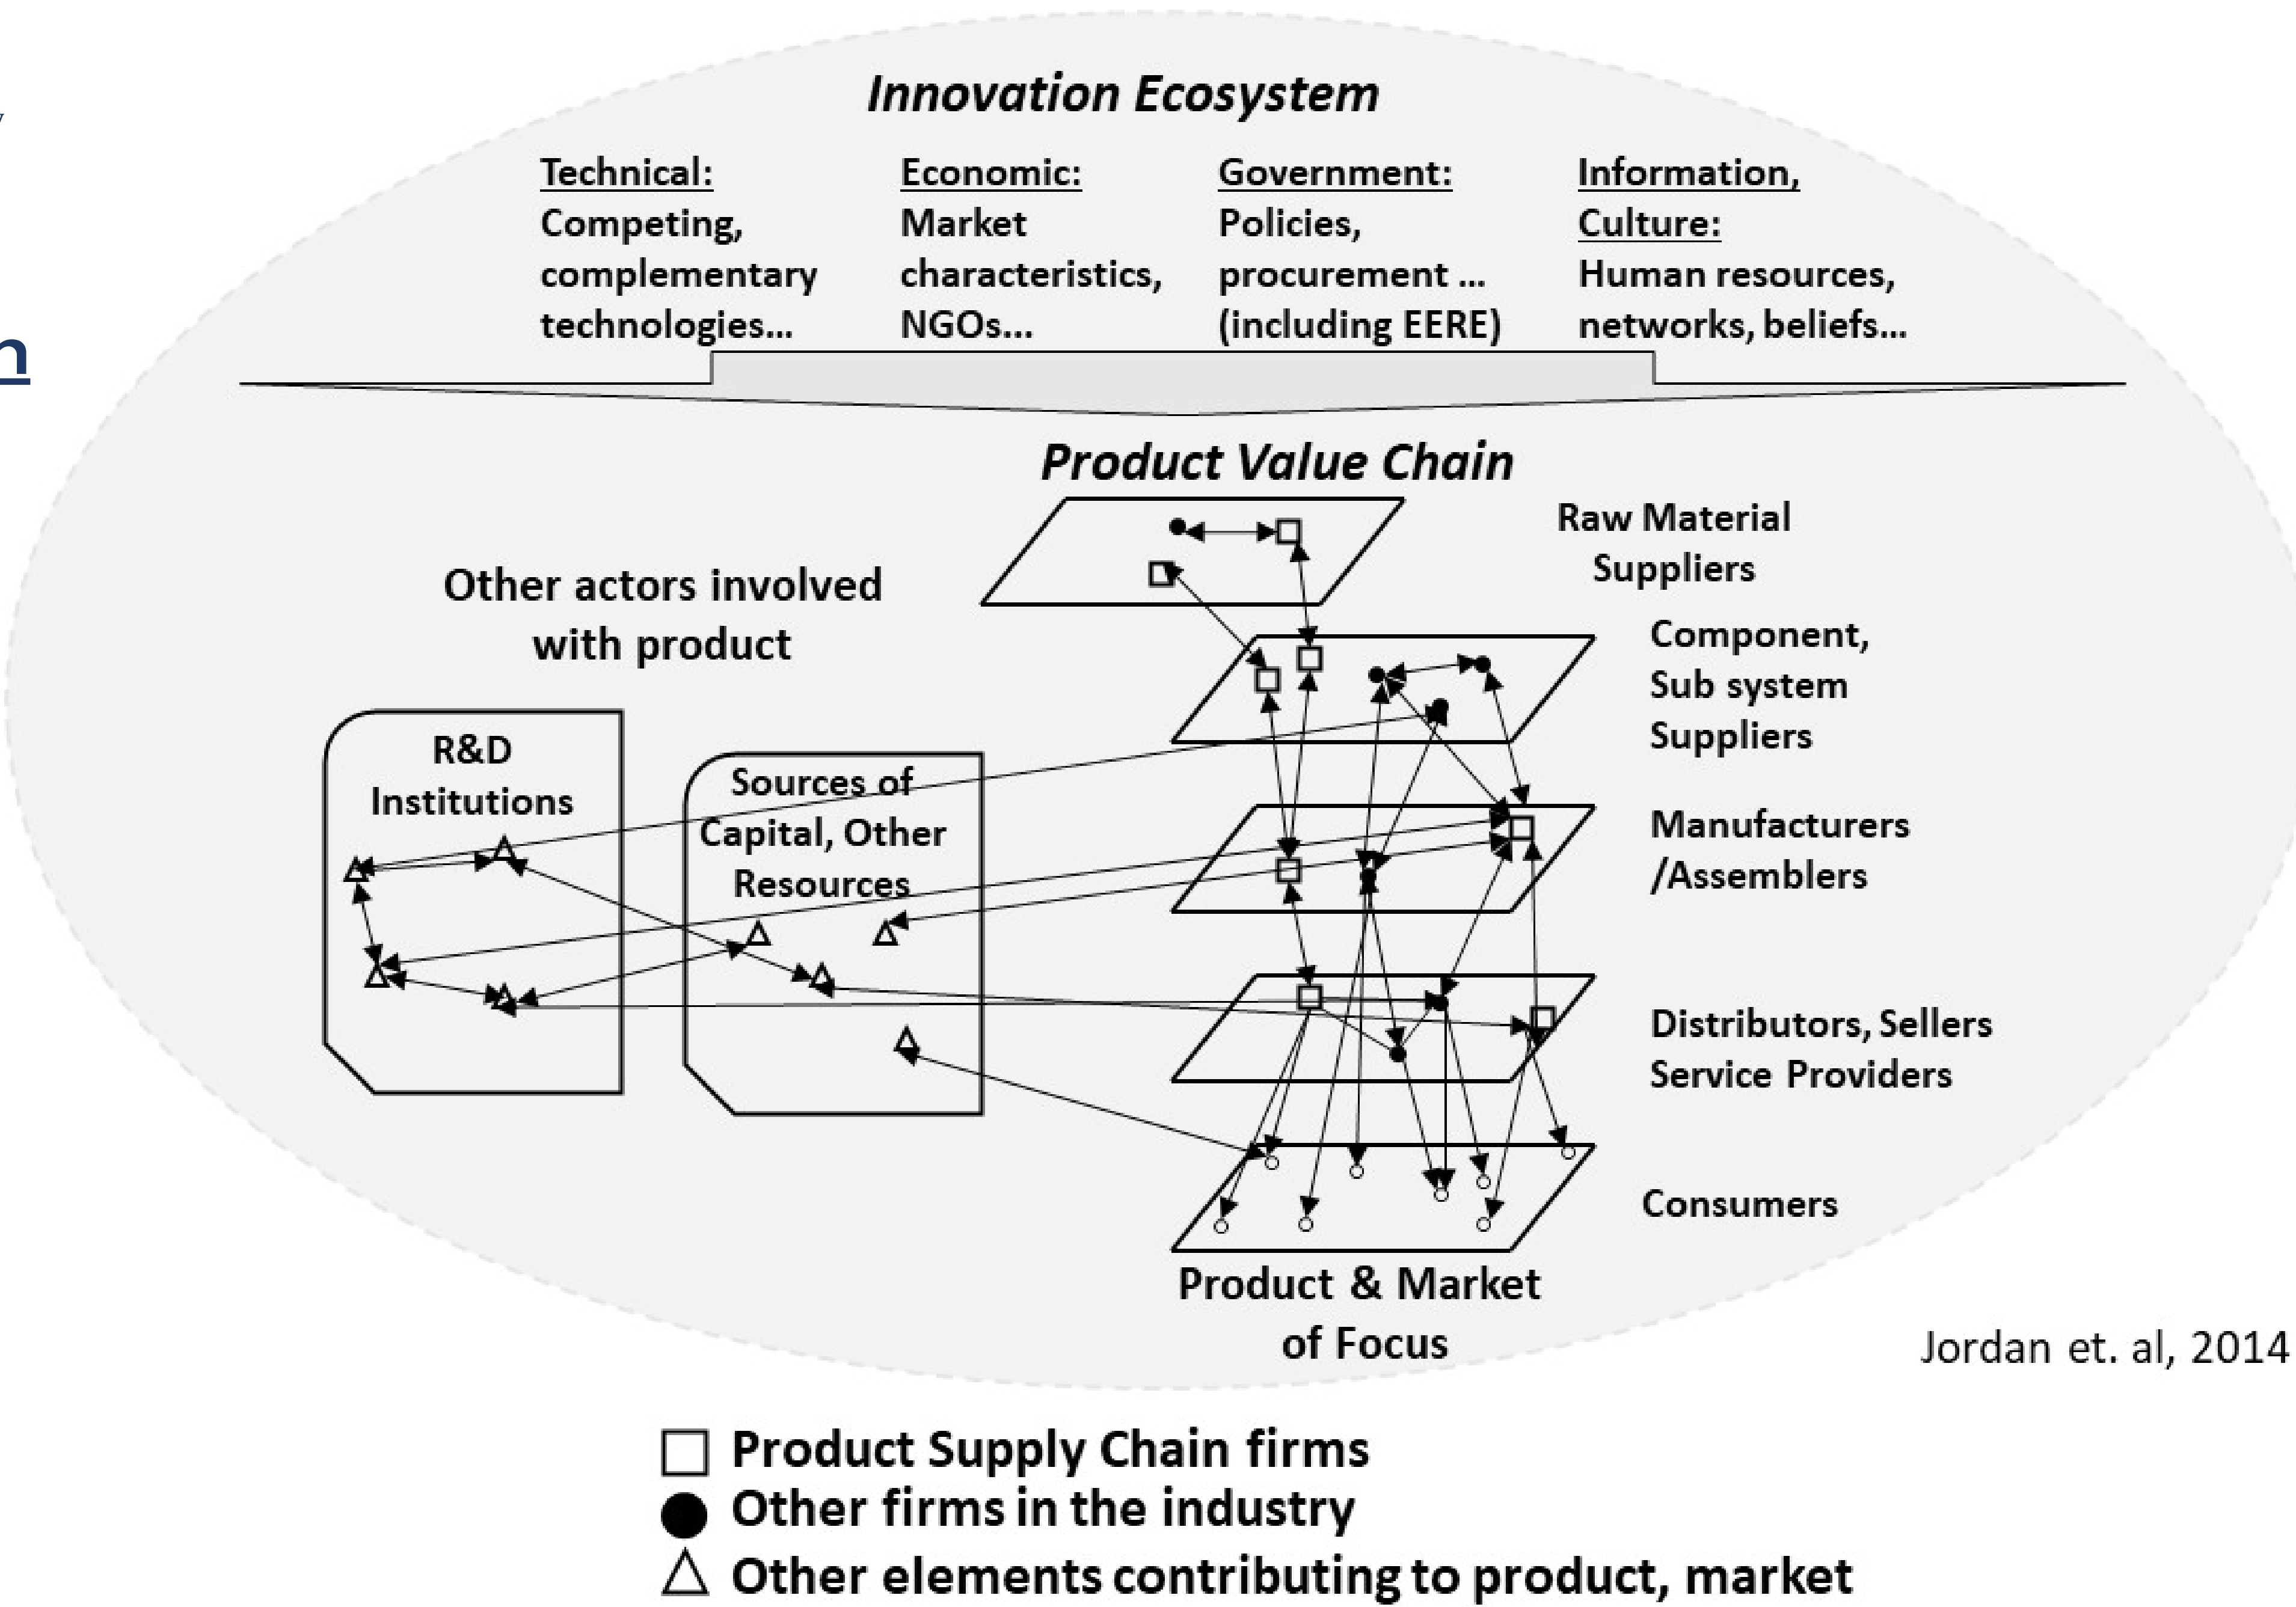 Innovation Ecosystem
Technical:
Competing,
complementary
technologies...
Economic:
Market
characteristics,
NGOs...
Government:
Policies,
procurement ...
(including EERE)
Information,
Culture:
Human resources,
networks, beliefs...
Product Value Chain
Raw Material
Suppliers
Component,
Sub system
Suppliers
Manufacturers
/Assemblers
Distributors, Sellers
Service Providers
Consumers
Other actors involved
with product
R&D
Institutions
Sources of
Capital, Other
Resources
Product & Market
of Focus
Jordan et. al, 2014
Product Supply Chain firms
Other firms in the industry
Other elements contributing to product, market